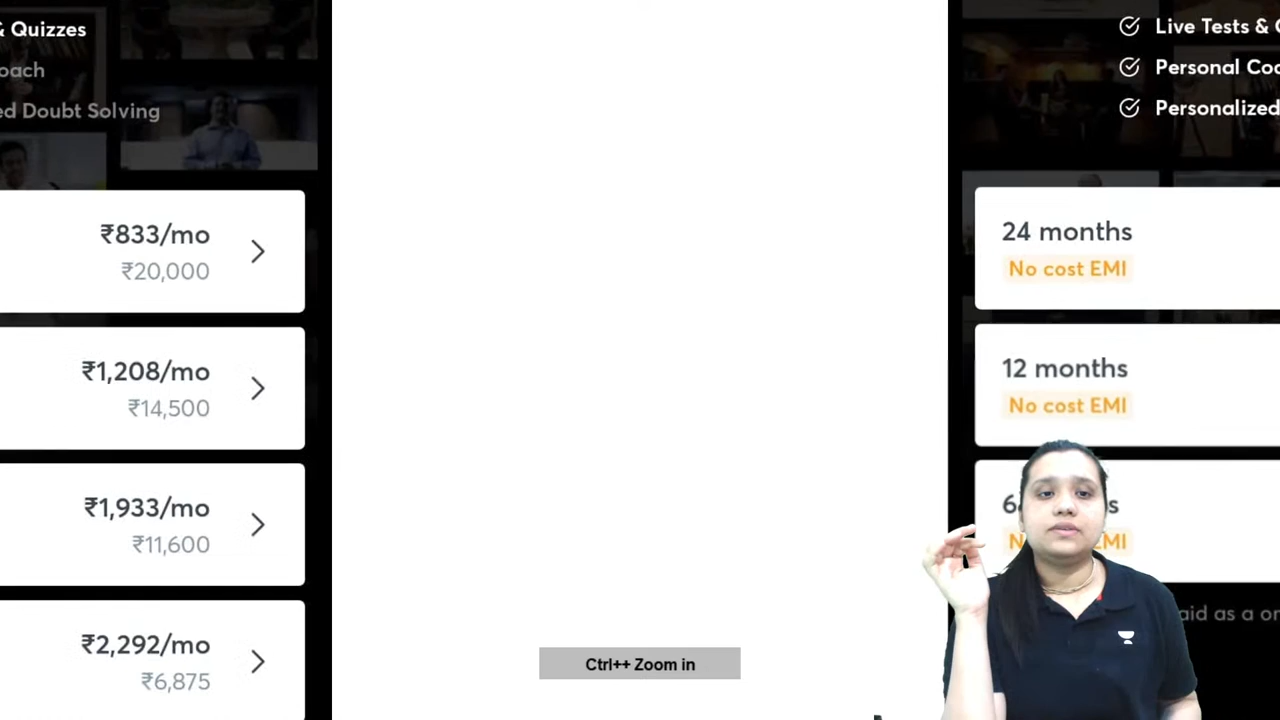 & Quizzes
oach
ed Doubt Solving
₹833/mo
₹20,000
₹1,208/mo
₹14,500
₹1,933/mo
₹11,600
₹2,292/mo
₹6,875
Ctrl++ Zoom in
Live Tests &
Personal Coa
Personalized
24 months
No cost EMI
12 months
No cost EMI
6
s
N
EMI
aid as a or